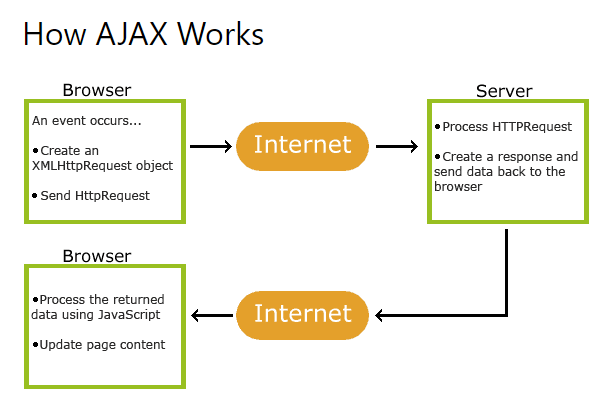 How AJAX Works
Browser
An event occurs...
•Create an
XMLHttpRequest object
• Send HttpRequest
Internet
Server
•Process HTTPRequest
•Create a response and
send data back to the
browser
Browser
•Process the returned
data using JavaScript
•Update page content
Internet